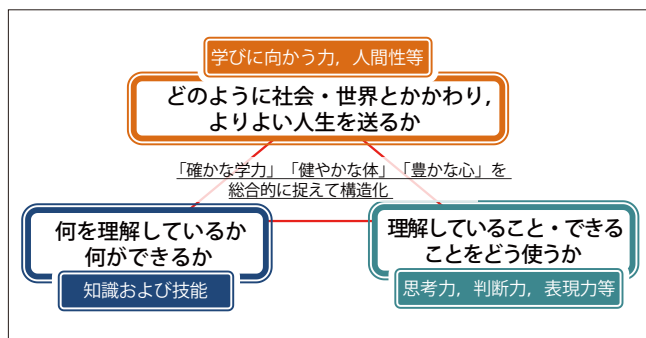 学びに向かう力，人間性等
どのように社会・世界とかかわり，
よりよい人生を送るか
「確かな学力」「健やかな体」「豊かな心」を
総合的に捉えて構造化
何を理解しているか
何ができるか
知識および技能
理解していること・できる
ことをどう使うか
思考力，判断力，表現力等